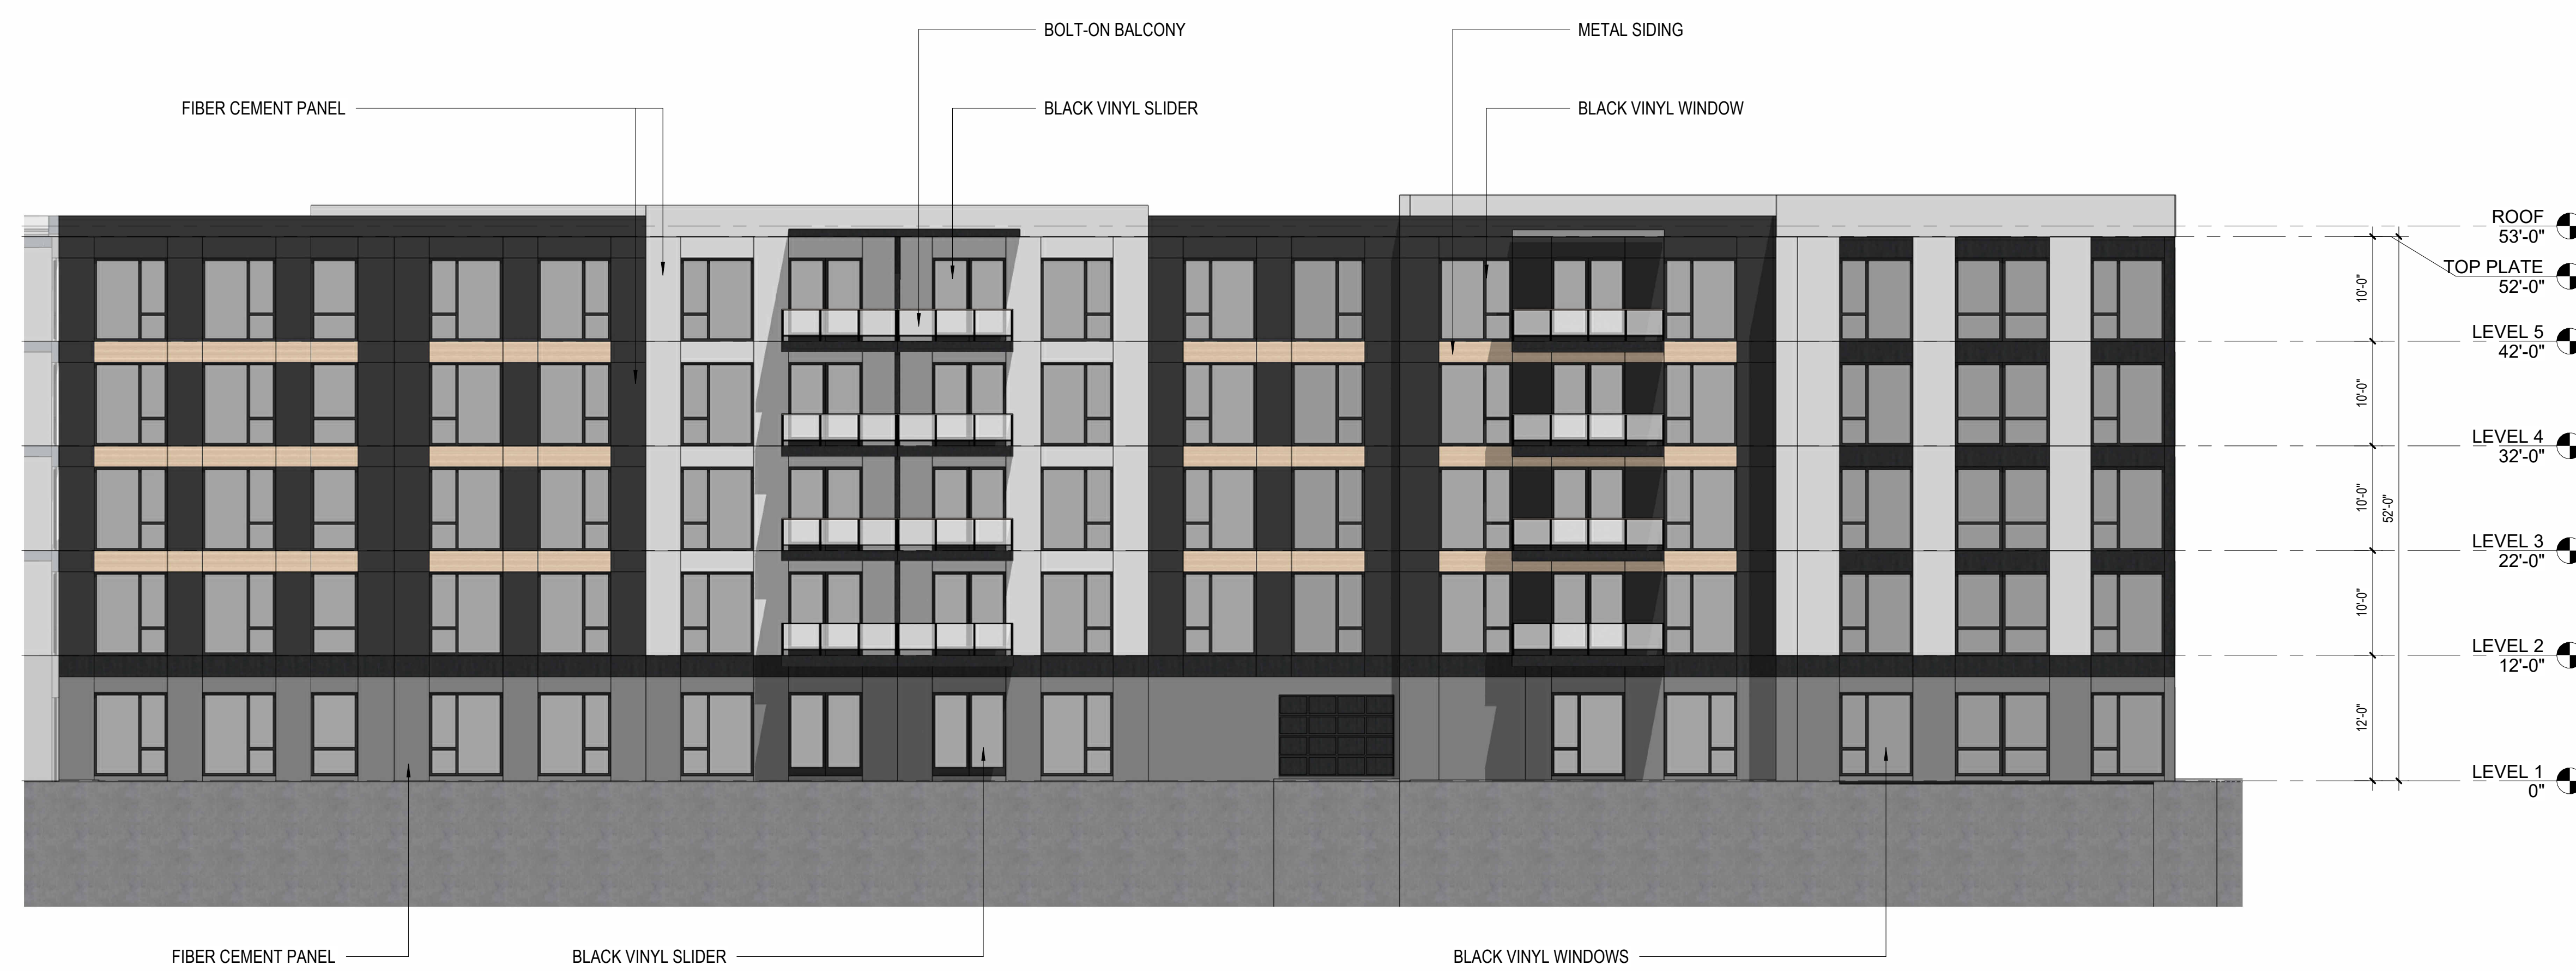 BOLT-ON BALCONY
METAL SIDING
FIBER CEMENT PANEL
BLACK VINYL SLIDER
BLACK VINYL WINDOW
ROOF
53'-0"
TOP PLATE
52'-0"
10'-0"
LEVEL 5
42'-0"
10'-0"
LEVEL 4
32'-0"
10'-0"
52'-0"
LEVEL 3
22'-0"
10'-0"
LEVEL 2
12'-0"
12'-0"
LEVEL 1
0"
FIBER CEMENT PANEL
BLACK VINYL SLIDER
BLACK VINYL WINDOWS